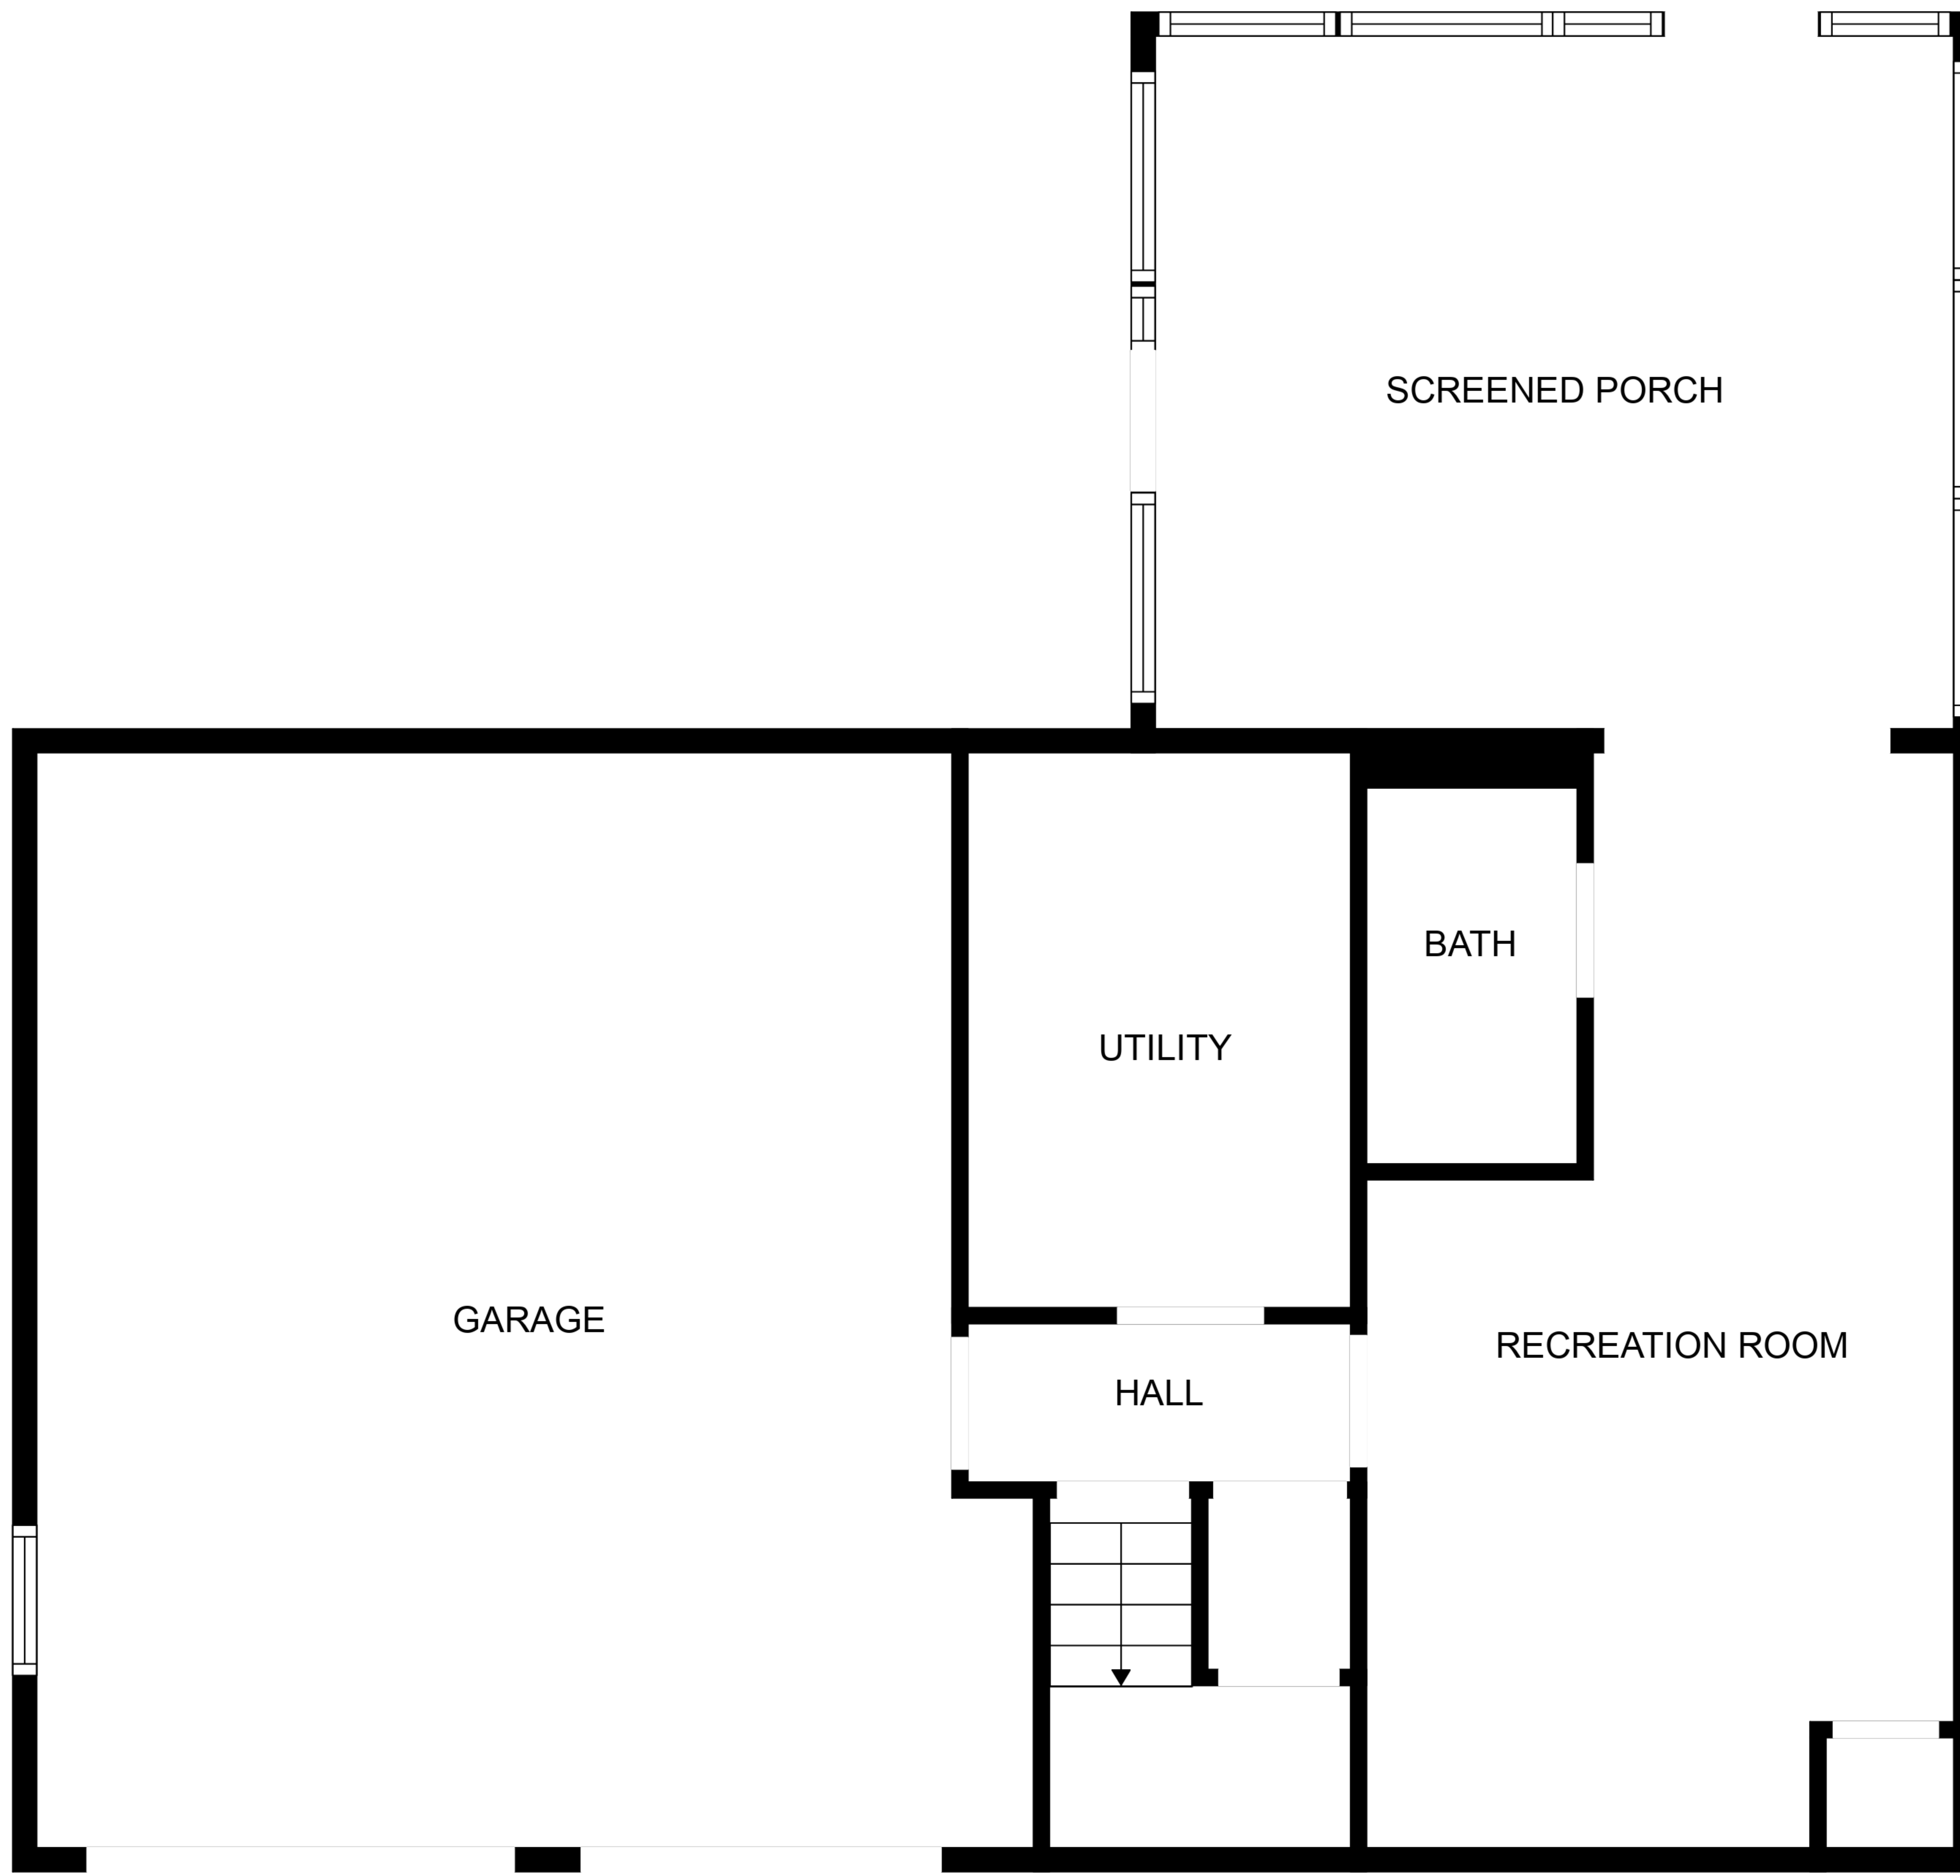 SCREENED PORCH
BATH
UTILITY
GARAGE
RECREATION ROOM
HALL